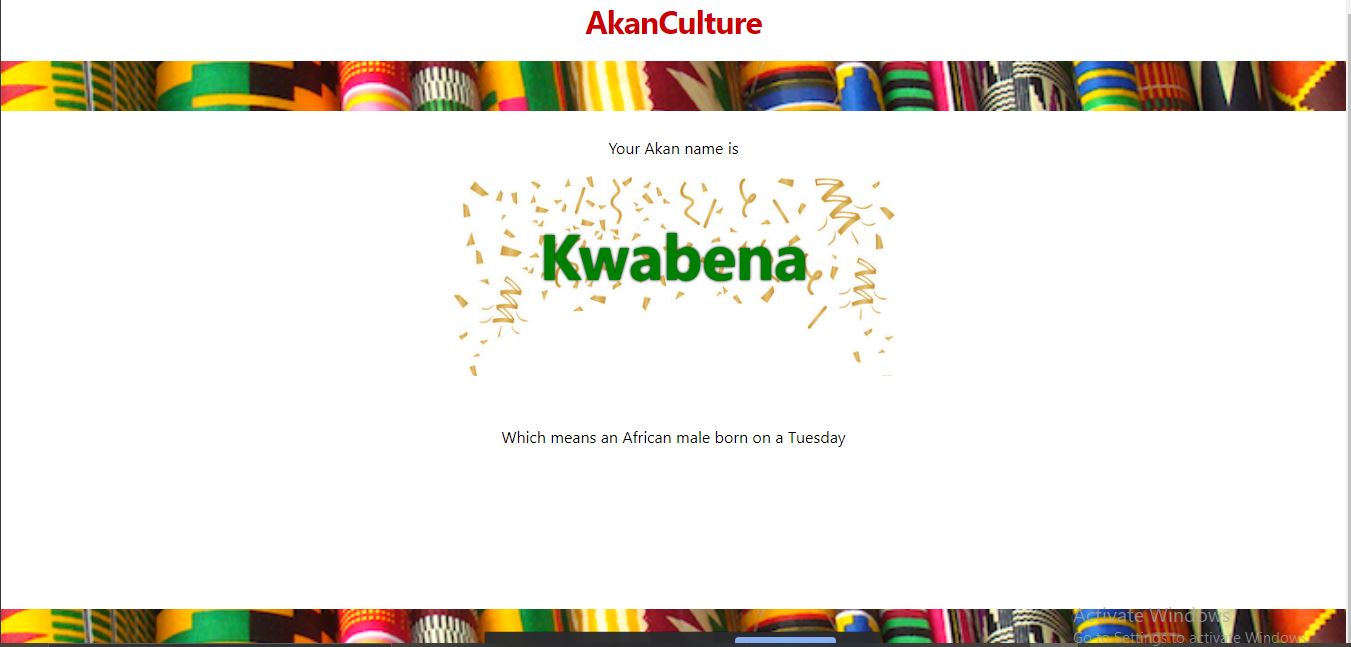 AkanCulture
Your Akan name is
Kwabena
Which means an African male born on a Tuesday
Activate Windows
Go to Settings to activate Windows.